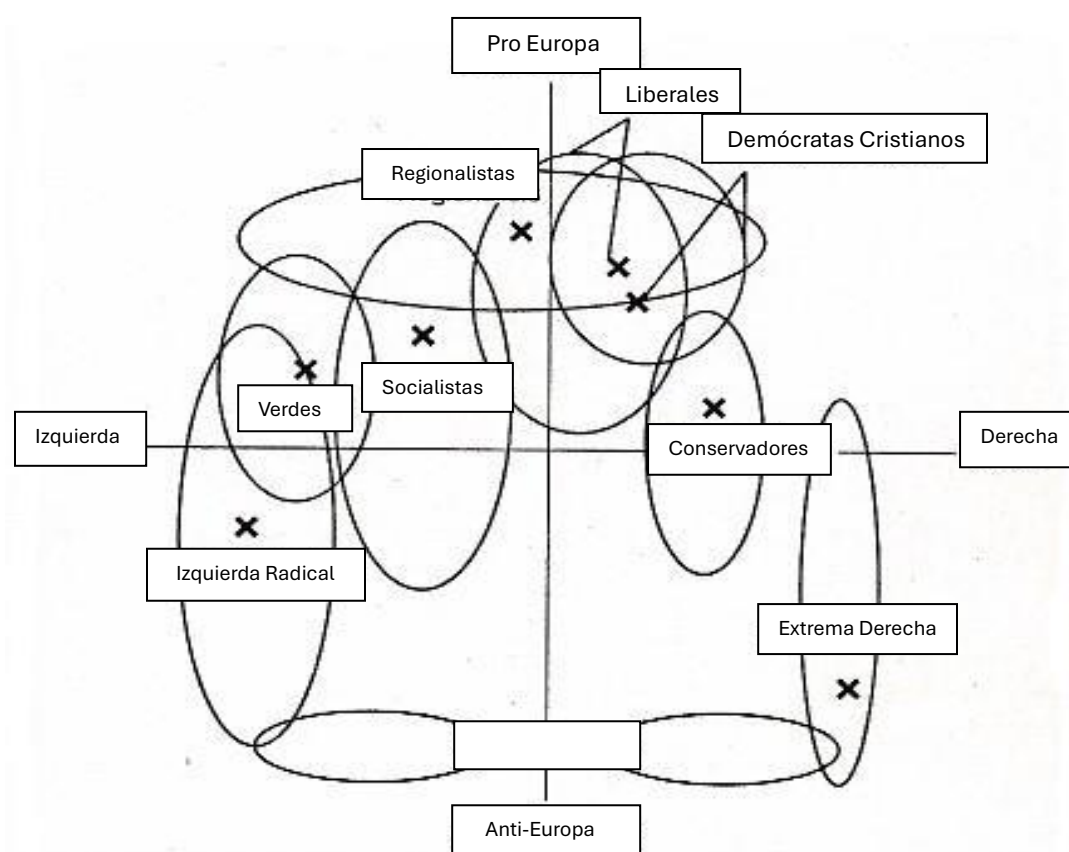 Pro Europa
Liberales
Demócratas Cristianos
Regionalistas
Socialistas
Verdes
Izquierda
Conservadores
Derecha
Izquierda Radical
Extrema Derecha
Anti-Europa